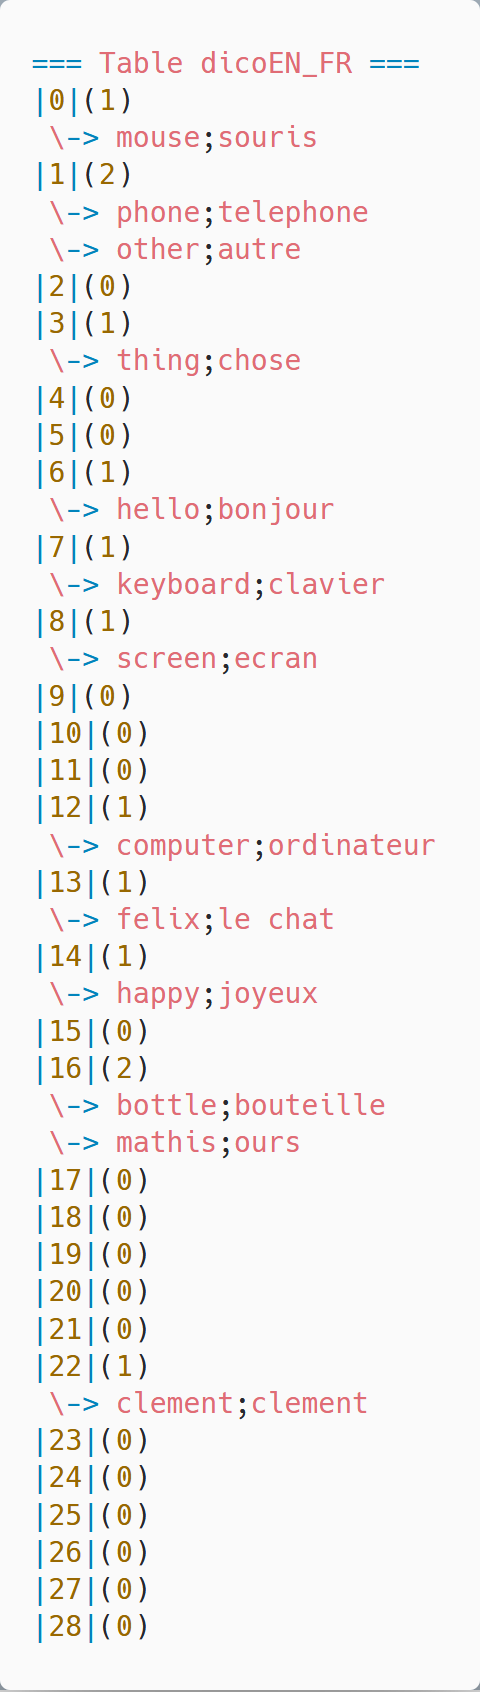 === Table dicoEN_FR ===
|0|(1)
 \-> mouse;souris
|1|(2)
 \-> phone;telephone
 \-> other;autre
|2|(0)
|3|(1)
 \-> thing;chose
|4|(0)
|5|(0)
|6|(1)
 \-> hello;bonjour
|7|(1)
 \-> keyboard;clavier
|8|(1)
 \-> screen;ecran
|9|(0)
|10|(0)
|11|(0)
|12|(1)
 \-> computer;ordinateur
|13|(1)
 \-> felix;le chat
|14|(1)
 \-> happy;joyeux
|15|(0)
|16|(2)
 \-> bottle;bouteille
 \-> mathis;ours
|17|(0)
|18|(0)
|19|(0)
|20|(0)
|21|(0)
|22|(1)
 \-> clement;clement
|23|(0)
|24|(0)
|25|(0)
|26|(0)
|27|(0)
|28|(0)